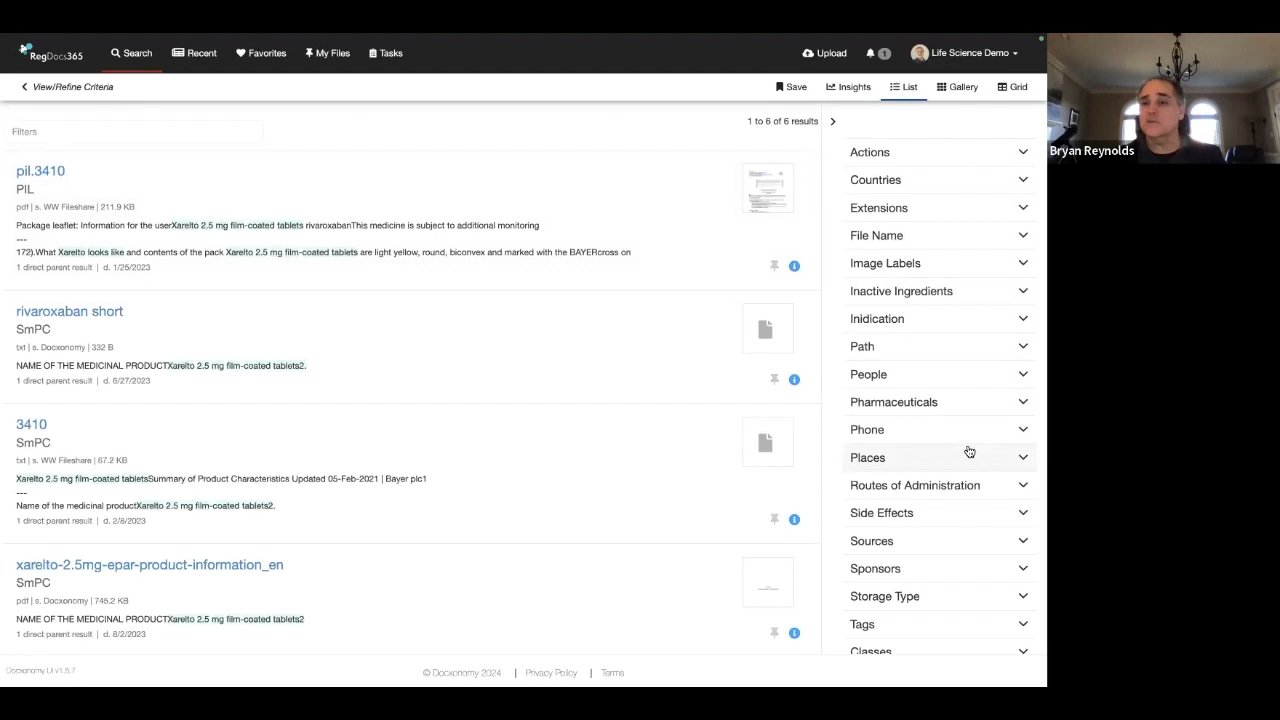 RegDocs365
Search
Recent
Favorites
My Files
Tasks
Upload
1
Life Science Demo
View/Refine Criteria
Save
Insights
List
Gallery
Grid
Filters
1 to 6 of 6 results
pil.3410
PIL
pdf | s. WW Fileshare | 211.9 KB
Package leaflet: Information for the userXarelto 2.5 mg film-coated tablets rivaroxabanThis medicine is subject to additional monitoring
---
172).What Xarelto looks like and contents of the pack Xarelto 2.5 mg film-coated tablets are light yellow, round, biconvex and marked with the BAYERcross on
1 direct parent result | d. 1/25/2023
rivaroxaban short
SmPC
txt | s. Docxonomy | 332 B
NAME OF THE MEDICINAL PRODUCTXarelto 2.5 mg film-coated tablets2.
1 direct parent result | d. 6/27/2023
3410
SmPC
txt | s. WW Fileshare | 67.2 KB
Xarelto 2.5 mg film-coated tabletsSummary of Product Characteristics Updated 05-Feb-2021 | Bayer plc1
---
Name of the medicinal productXarelto 2.5 mg film-coated tablets2.
1 direct parent result | d. 2/8/2023
xarelto-2.5mg-epar-product-information_en
SmPC
pdf | s. Docxonomy | 745.2 KB
NAME OF THE MEDICINAL PRODUCTXarelto 2.5 mg film-coated tablets2
1 direct parent result | d. 8/2/2023
Actions
Countries
Extensions
File Name
Image Labels
Inactive Ingredients
Inidication
Path
People
Pharmaceuticals
Phone
Places
Routes of Administration
Side Effects
Sources
Sponsors
Storage Type
Tags
Classes
Docxonomy UI v1.5.7
© Docxonomy 2024 | Privacy Policy | Terms
Bryan Reynolds